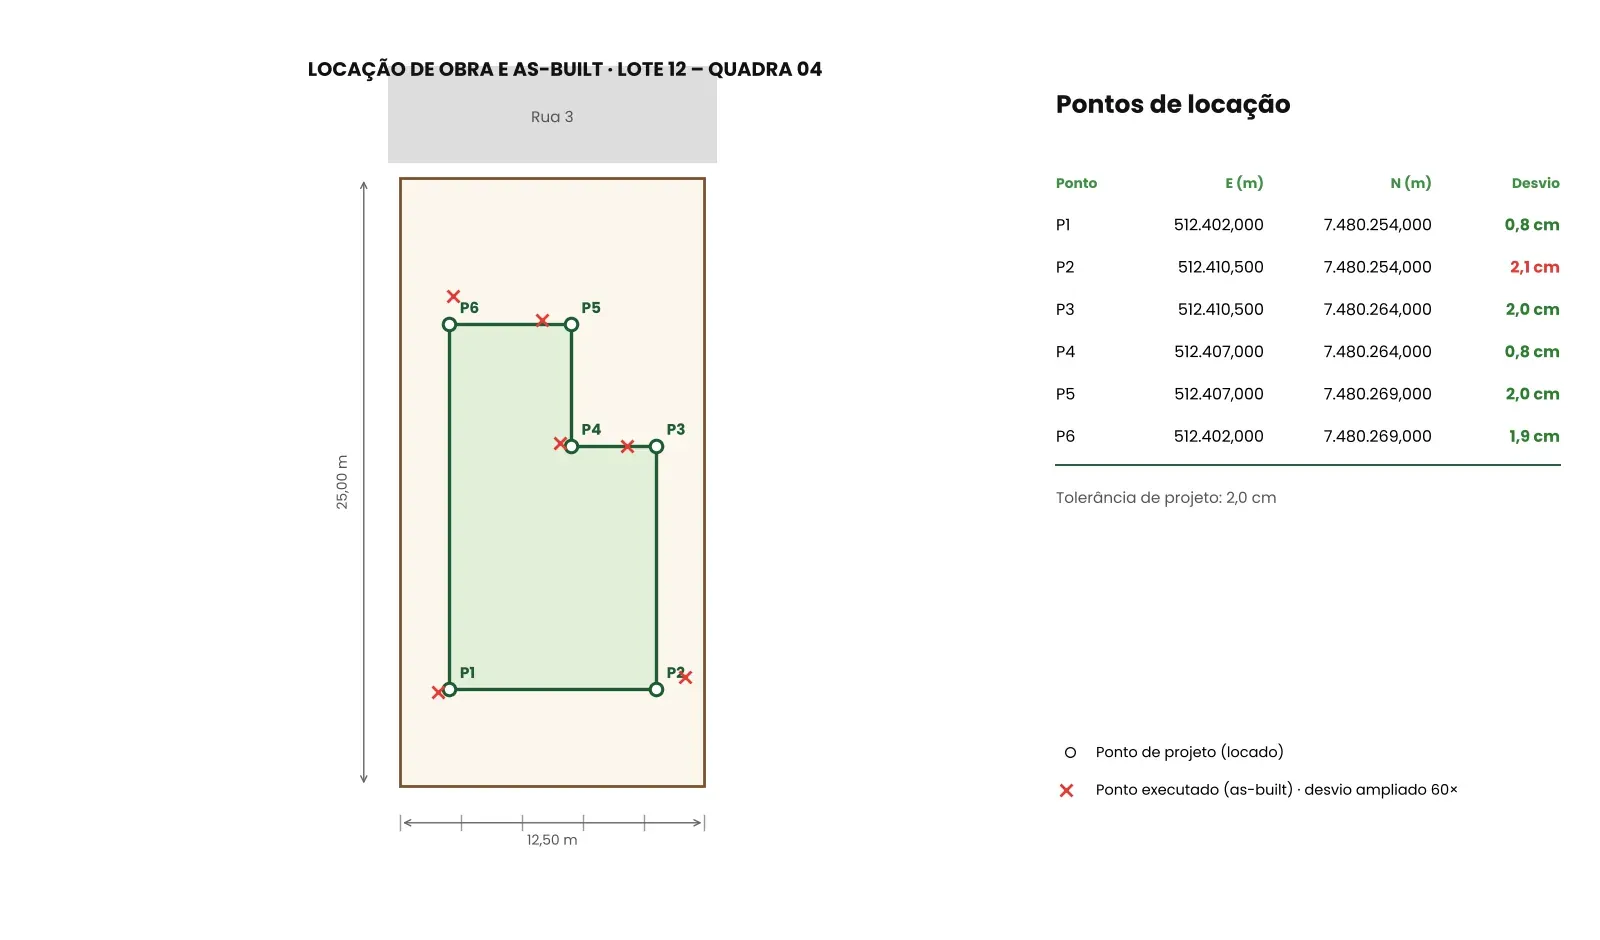 LOCAÇÃO DE OBRA E AS-BUILT · LOTE 12 – QUADRA 04
Rua 3
P6
P5
P4
P3
P1
P2
25,00 m
12,50 m
Pontos de locação
Ponto E (m) N (m) Desvio
P1 512.402,000 7.480.254,000 0,8 cm
P2 512.410,500 7.480.254,000 2,1 cm
P3 512.410,500 7.480.264,000 2,0 cm
P4 512.407,000 7.480.264,000 0,8 cm
P5 512.407,000 7.480.269,000 2,0 cm
P6 512.402,000 7.480.269,000 1,9 cm
Tolerância de projeto: 2,0 cm
Ponto de projeto (locado)
Ponto executado (as-built) · desvio ampliado 60×